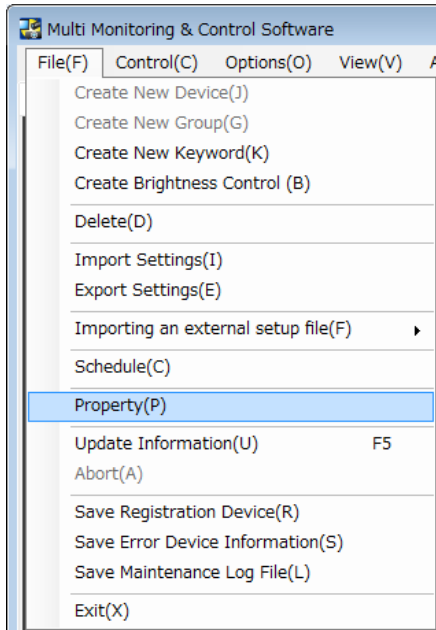 Multi Monitoring & Control Software
File(F) Control(C) Options(O) View(V)
Create New Device(J)
Create New Group(G)
Create New Keyword(K)
Create Brightness Control (B)
Delete(D)
Import Settings(I)
Export Settings(E)
Importing an external setup file(F)
Schedule(C)
Property(P)
Update Information(U) F5
Abort(A)
Save Registration Device(R)
Save Error Device Information(S)
Save Maintenance Log File(L)
Exit(X)